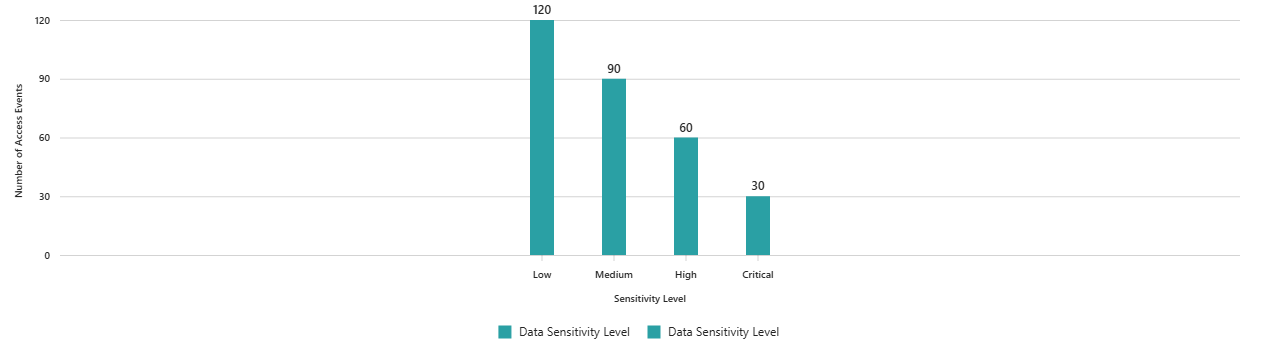 120
120
90
90
60
60
30
30
0
Number of Access Events
Low Medium High Critical
Sensitivity Level
Data Sensitivity Level Data Sensitivity Level